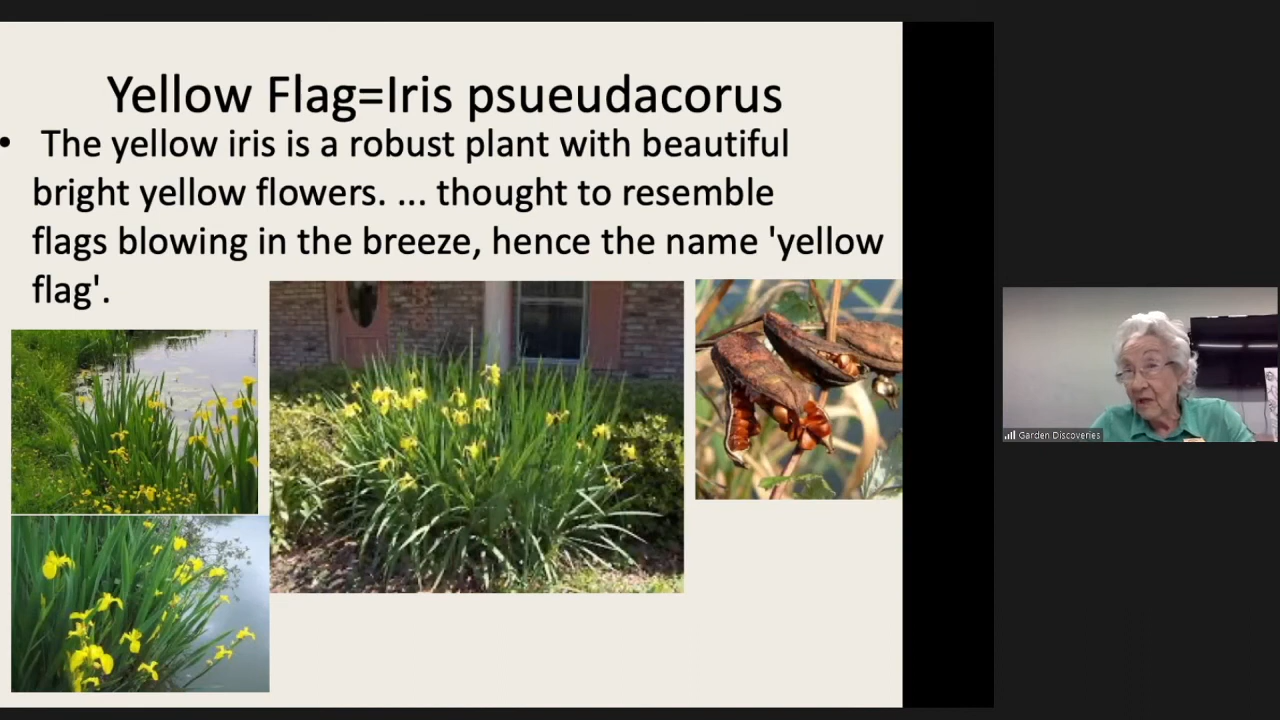 Yellow Flag=Iris psueudacorus
• The yellow iris is a robust plant with beautiful
bright yellow flowers. ... thought to resemble
flags blowing in the breeze, hence the name 'yellow
flag'.
Garden Discoveries